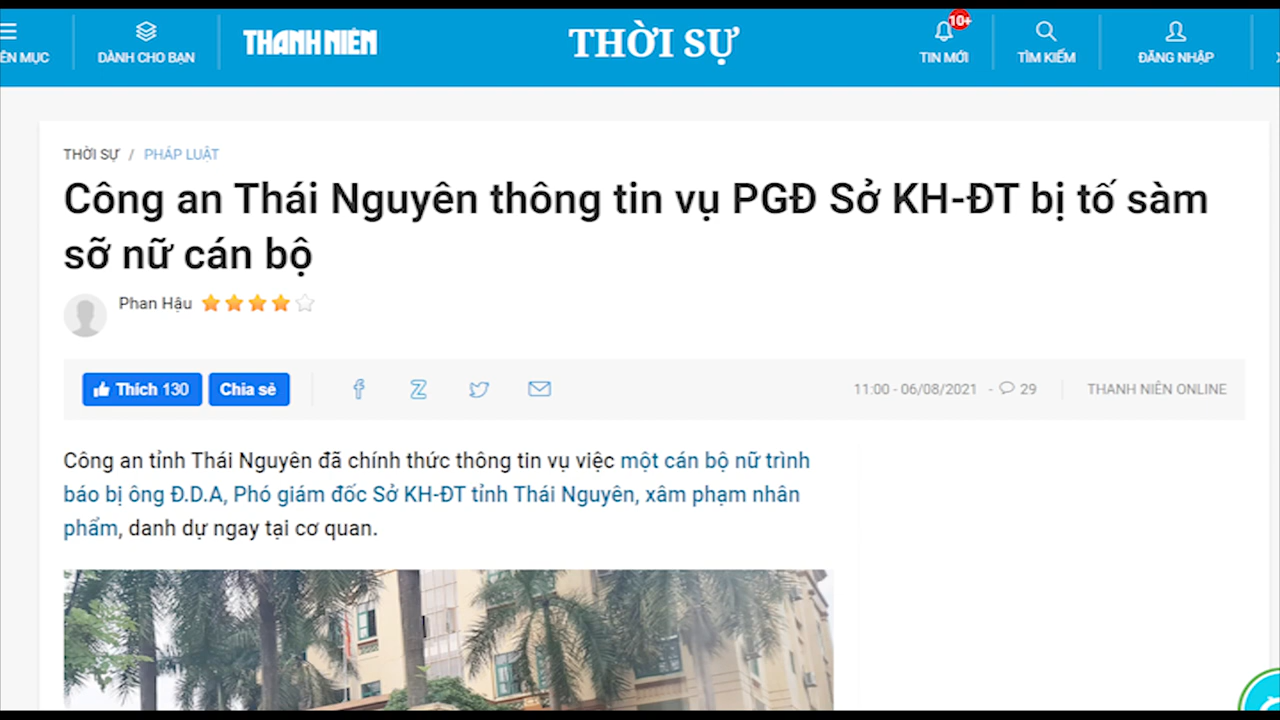 ÊN MỤC
DÀNH CHO BẠN
THANH NIÊN
THỜI SỰ
10+
TIN MỚI
TÌM KIẾM
ĐĂNG NHẬP
THỜI SỰ / PHÁP LUẬT
Công an Thái Nguyên thông tin vụ PGĐ Sở KH-ĐT bị tố sàm
sỡ nữ cán bộ
Phan Hậu
Thích 130 Chia sẻ
11:00 - 06/08/2021 - 29 THANH NIÊN ONLINE
Công an tỉnh Thái Nguyên đã chính thức thông tin vụ việc một cán bộ nữ trình
báo bị ông Đ.D.A, Phó giám đốc Sở KH-ĐT tỉnh Thái Nguyên, xâm phạm nhân
phẩm, danh dự ngay tại cơ quan.